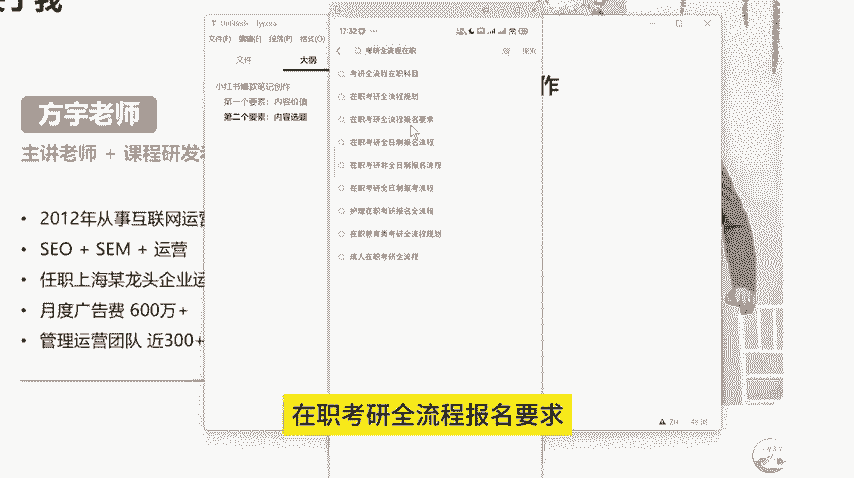 方宇老师
主讲老师 + 课程研发
• 2012年从事互联网运营
• SEO + SEM + 运营
• 任职上海某龙头企业运
• 月度广告费 600万+
• 管理运营团队 近300+
文件(F) 编辑(E) 段落(P) 格式(O)
文件
大纲
小红书爆款笔记创作
第一个要素：内容价值
第二个要素：内容选题
17:32
考研全流程在职
考研全流程在职科目
在职考研全流程规划
在职考研全流程报名要求
在职考研全日制报名流程
在职考研非全日制报名流程
在职考研全日制报考流程
护理在职考研报名全流程
在职教育类考研全流程规划
成人在职考研全流程
作
在职考研全流程报名要求